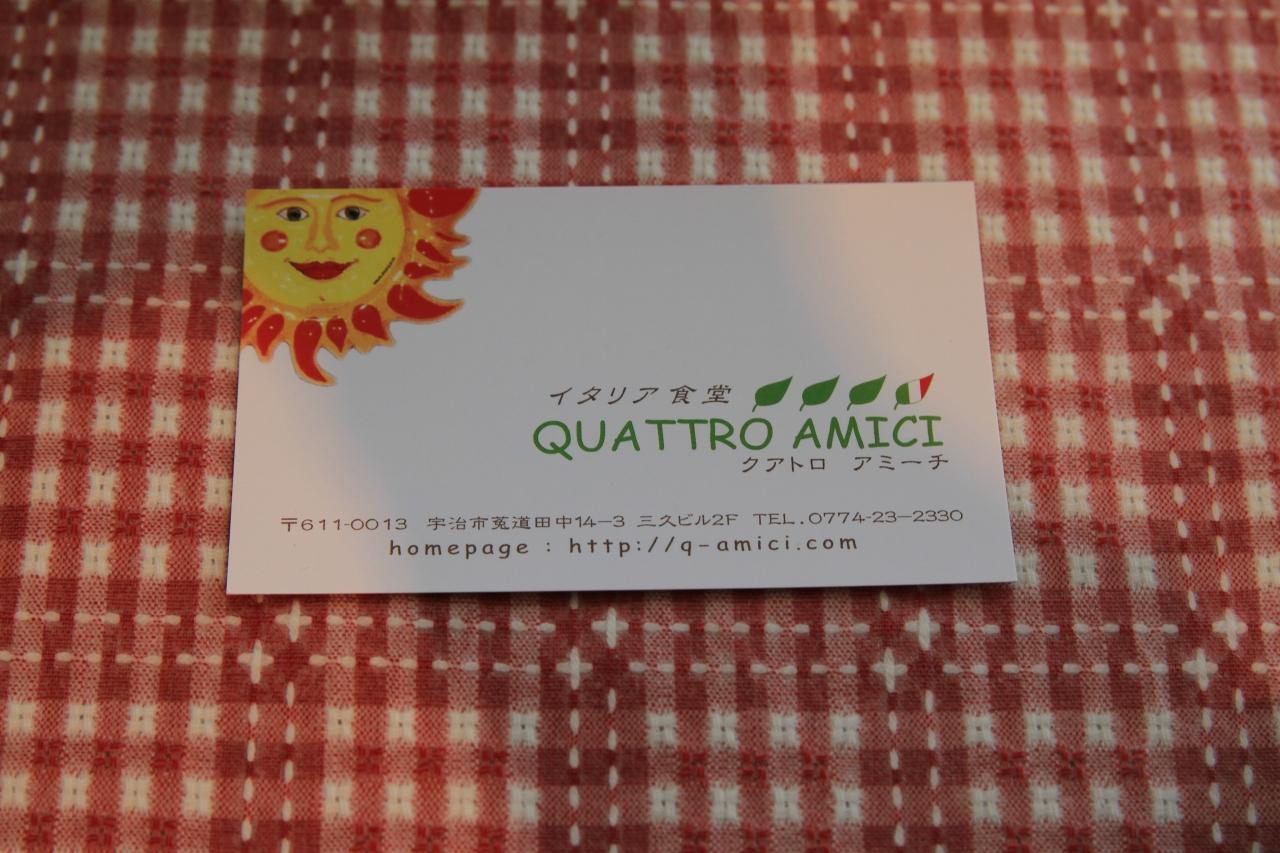 イタリア食堂
QUATTRO AMICI
クアトロ アミーチ
〒611-0013 宇治市菟道田中14-3 三久ビル2F TEL.0774-23-2330
homepage : http://q-amici.com